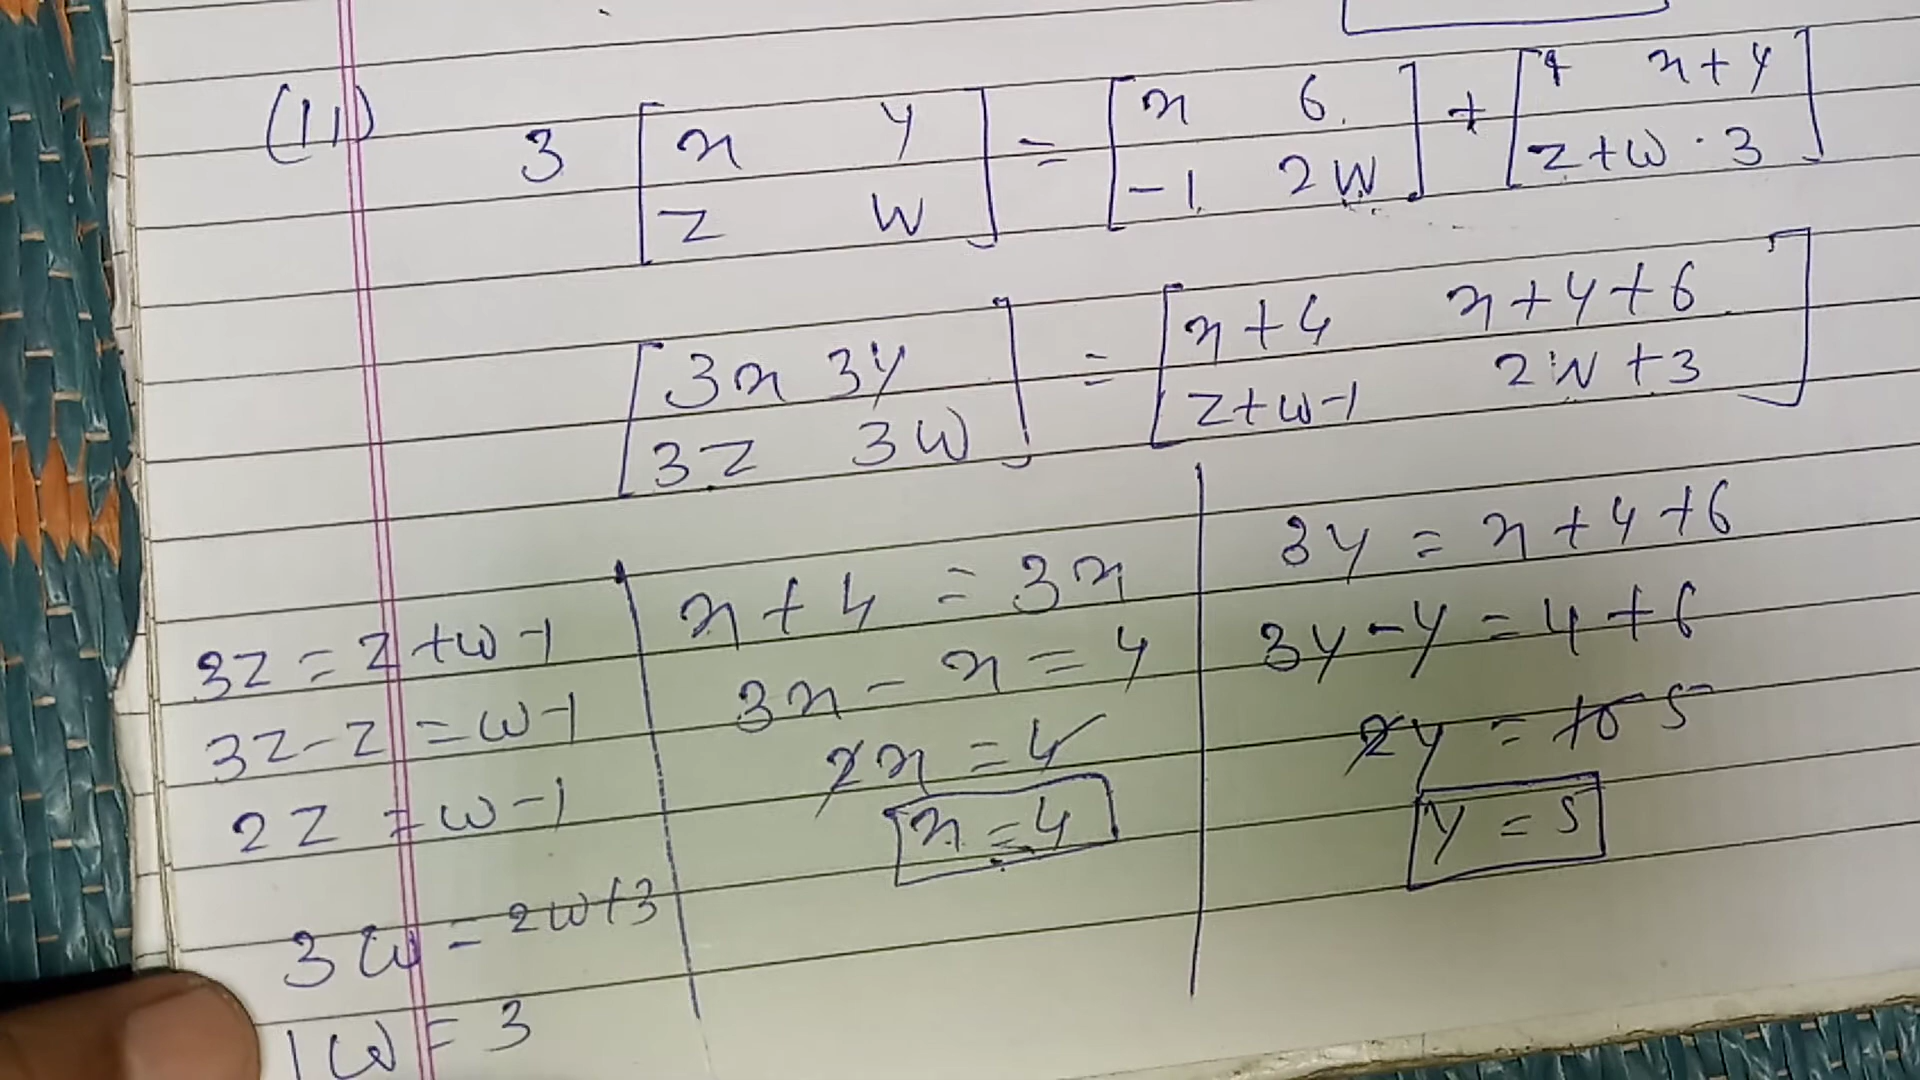 (11) 3 [x y] = [x 6] + [4 x+y]
[z w] [-1 2w] [z+w 3]
[3x 3y] = [x+4 x+y+6]
[3z 3w] [z+w-1 2w+3]
3z = z+w-1
3z-z = w-1
2z = w-1
3w = 2w+3
1w = 3
x+4 = 3x
3x - x = 4
2x = 4
x = 4
3y = x+4+6
3y-y = 4+6
2y = 10 5
y = 5